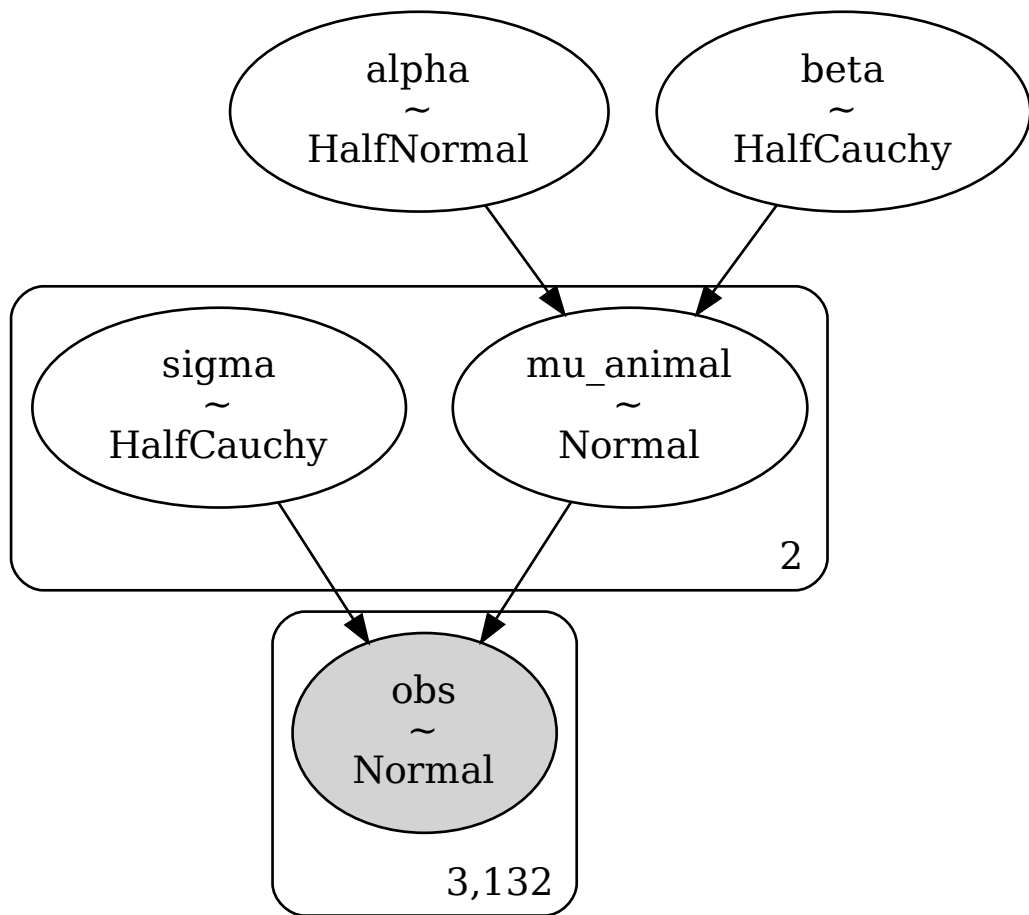 alpha
~
HalfNormal
beta
~
HalfCauchy
sigma
~
HalfCauchy
mu_animal
~
Normal
2
obs
~
Normal
3,132